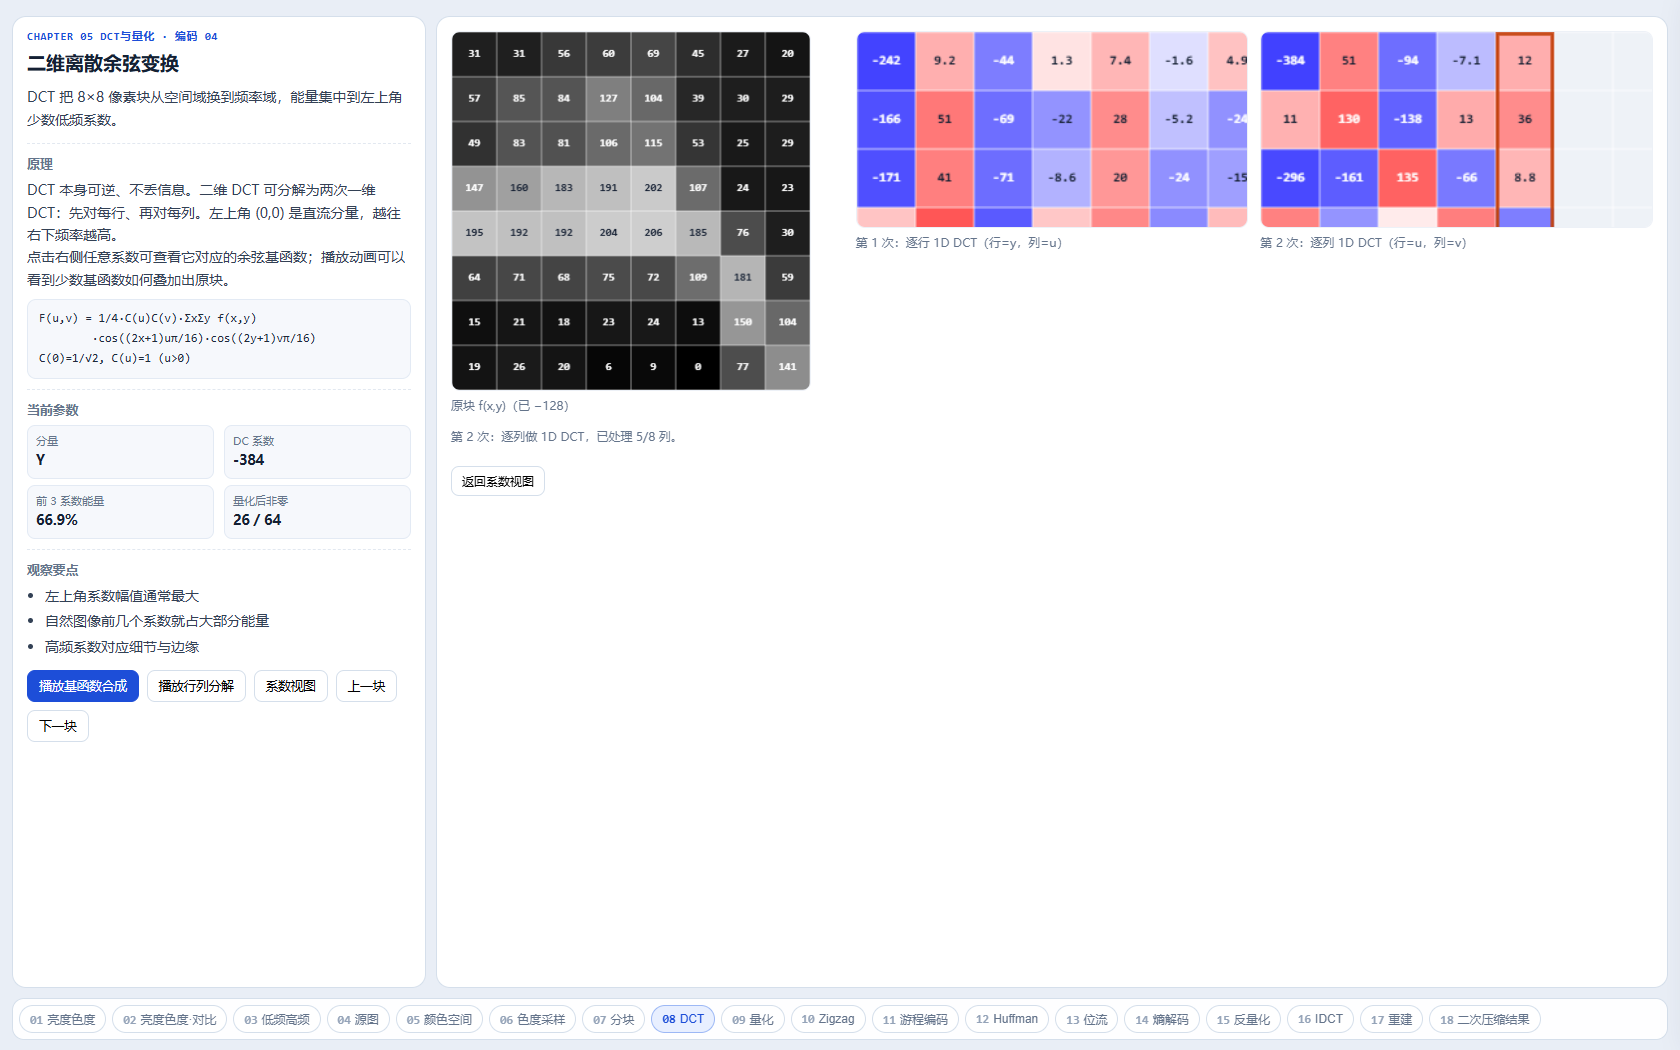 CHAPTER 05 DCT与量化 · 编码 04
二维离散余弦变换
DCT 把 8×8 像素块从空间域换到频率域，能量集中到左上角
少数低频系数。
原理
DCT 本身可逆、不丢信息。二维 DCT 可分解为两次一维
DCT：先对每行、再对每列。左上角 (0,0) 是直流分量，越往
右下频率越高。
点击右侧任意系数可查看它对应的余弦基函数；播放动画可以
看到少数基函数如何叠加出原块。
F(u,v) = 1/4·C(u)C(v)·ΣxΣy f(x,y)
·cos((2x+1)uπ/16)·cos((2y+1)vπ/16)
C(0)=1/√2, C(u)=1 (u>0)
当前参数
分量
Y
DC 系数
-384
前 3 系数能量
66.9%
量化后非零
26 / 64
观察要点
• 左上角系数幅值通常最大
• 自然图像前几个系数就占大部分能量
• 高频系数对应细节与边缘
播放基函数合成 播放行列分解 系数视图 上一块
下一块
31 31 56 60 69 45 27 20
57 85 84 127 104 39 30 29
49 83 81 106 115 53 25 29
147 160 183 191 202 107 24 23
195 192 192 204 206 185 76 30
64 71 68 75 72 109 181 59
15 21 18 23 24 13 150 104
19 26 20 6 9 0 77 141
原块 f(x,y)（已 −128）
第 2 次：逐列做 1D DCT，已处理 5/8 列。
返回系数视图
-242 9.2 -44 1.3 7.4 -1.6 4.9
-166 51 -69 -22 28 -5.2 -24
-171 41 -71 -8.6 20 -24 -15
第 1 次：逐行 1D DCT（行=y，列=u）
-384 51 -94 -7.1 12
11 130 -138 13 36
-296 -161 135 -66 8.8
第 2 次：逐列 1D DCT（行=u，列=v）
01 亮度色度 02 亮度色度·对比 03 低频高频 04 源图 05 颜色空间 06 色度采样 07 分块 08 DCT 09 量化 10 Zigzag 11 游程编码 12 Huffman 13 位流 14 熵解码 15 反量化 16 IDCT 17 重建 18 二次压缩结果